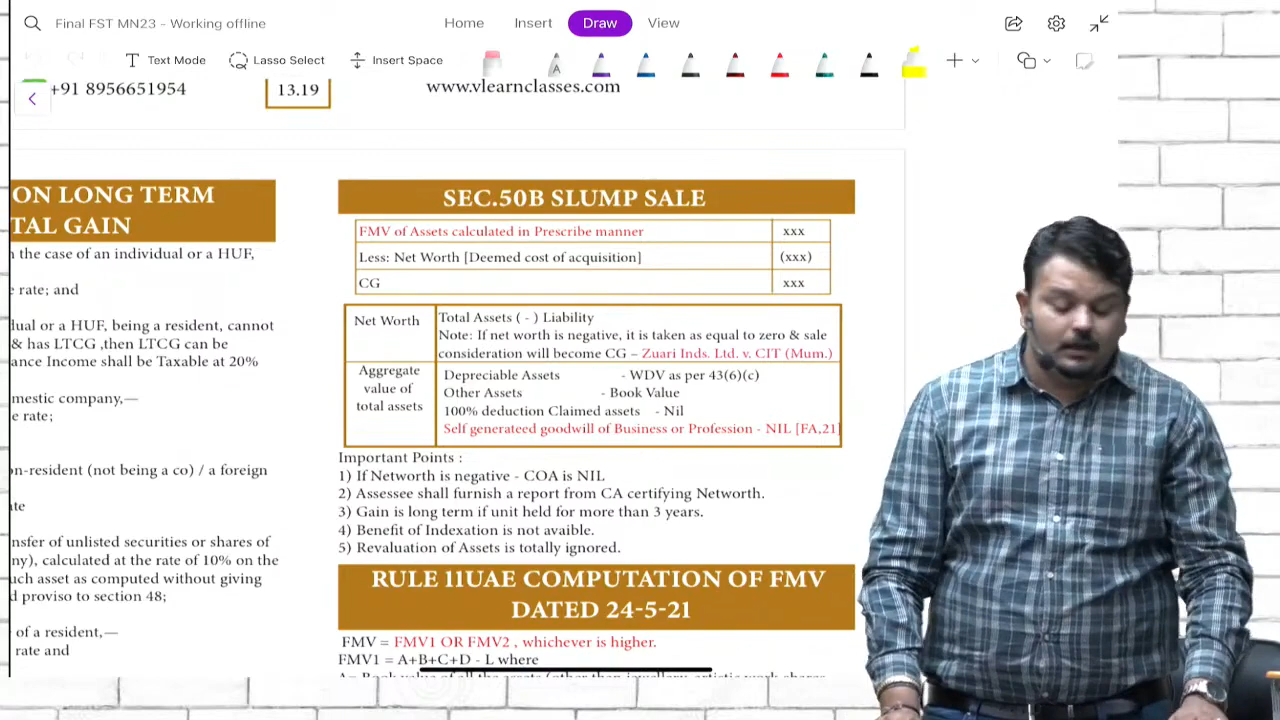 Final FST MN23 - Working offline
Home
Insert
Draw
View
Text Mode
Lasso Select
Insert Space
A
+91 8956651954
13.19
www.vlearnclasses.com
ON LONG TERM
TAL GAIN
n the case of an individual or a HUF,
e rate; and
dual or a HUF, being a resident, cannot
& has LTCG ,then LTCG can be
ance Income shall be Taxable at 20%
mestic company,—
e rate;
on-resident (not being a co) / a foreign
ate
nsfer of unlisted securities or shares of
ny), calculated at the rate of 10% on the
uch asset as computed without giving
d proviso to section 48;
of a resident,—
rate and
SEC.50B SLUMP SALE
FMV of Assets calculated in Prescribe manner xxx
Less: Net Worth [Deemed cost of acquisition] (xxx)
CG xxx
Net Worth
Total Assets ( - ) Liability
Note: If net worth is negative, it is taken as equal to zero & sale
consideration will become CG – Zuari Inds. Ltd. v. CIT (Mum.)
Aggregate
value of
total assets
Depreciable Assets - WDV as per 43(6)(c)
Other Assets - Book Value
100% deduction Claimed assets - Nil
Self generateed goodwill of Business or Profession - NIL [FA,21]
Important Points :
1) If Networth is negative - COA is NIL
2) Assessee shall furnish a report from CA certifying Networth.
3) Gain is long term if unit held for more than 3 years.
4) Benefit of Indexation is not avaible.
5) Revaluation of Assets is totally ignored.
RULE 11UAE COMPUTATION OF FMV
DATED 24-5-21
FMV = FMV1 OR FMV2 , whichever is higher.
FMV1 = A+B+C+D - L where